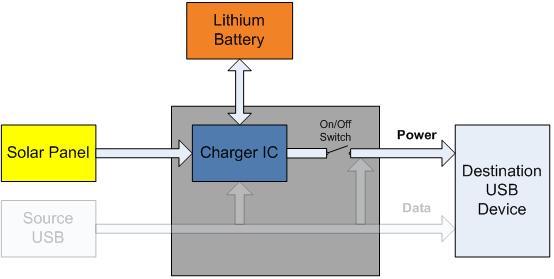 Lithium
Battery
On/Off
Switch
Power
Solar Panel
Charger IC
Destination
USB
Device
Source
USB
Data